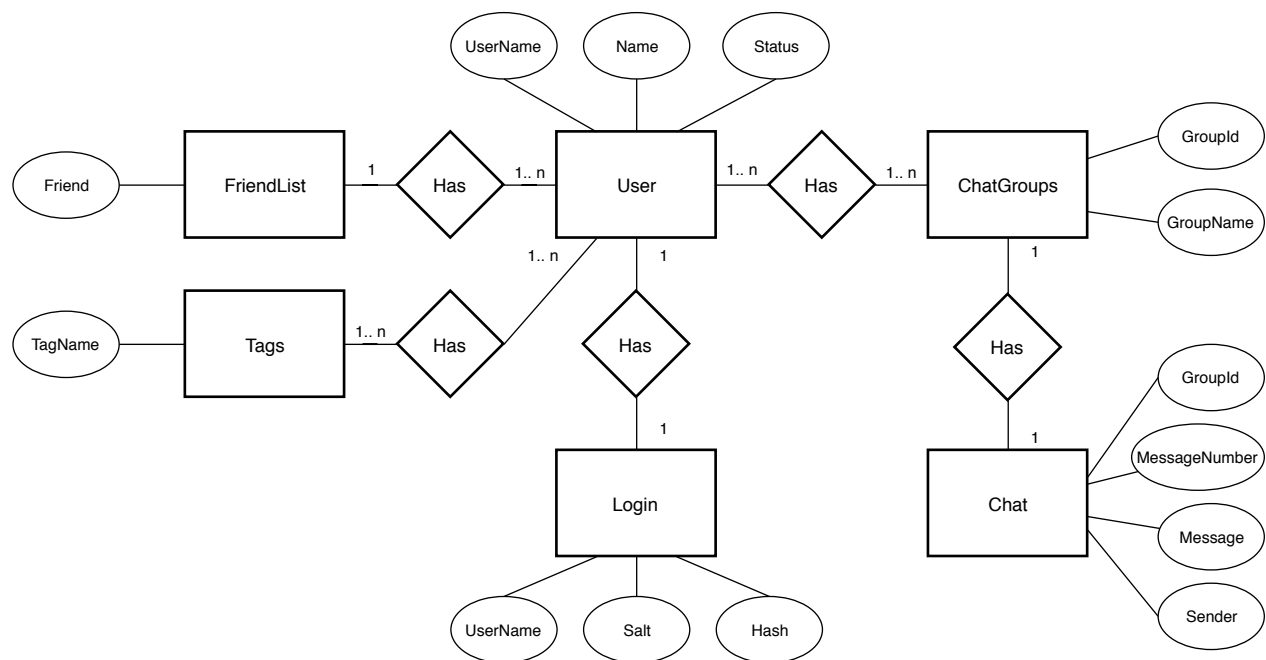 UserName
Name
Status
Friend
FriendList
1
Has
1.. n
User
1.. n
Has
1.. n
ChatGroups
GroupId
GroupName
TagName
Tags
1.. n
Has
1.. n
1
Has
1
1
Has
1
Login
UserName
Salt
Hash
Chat
GroupId
MessageNumber
Message
Sender